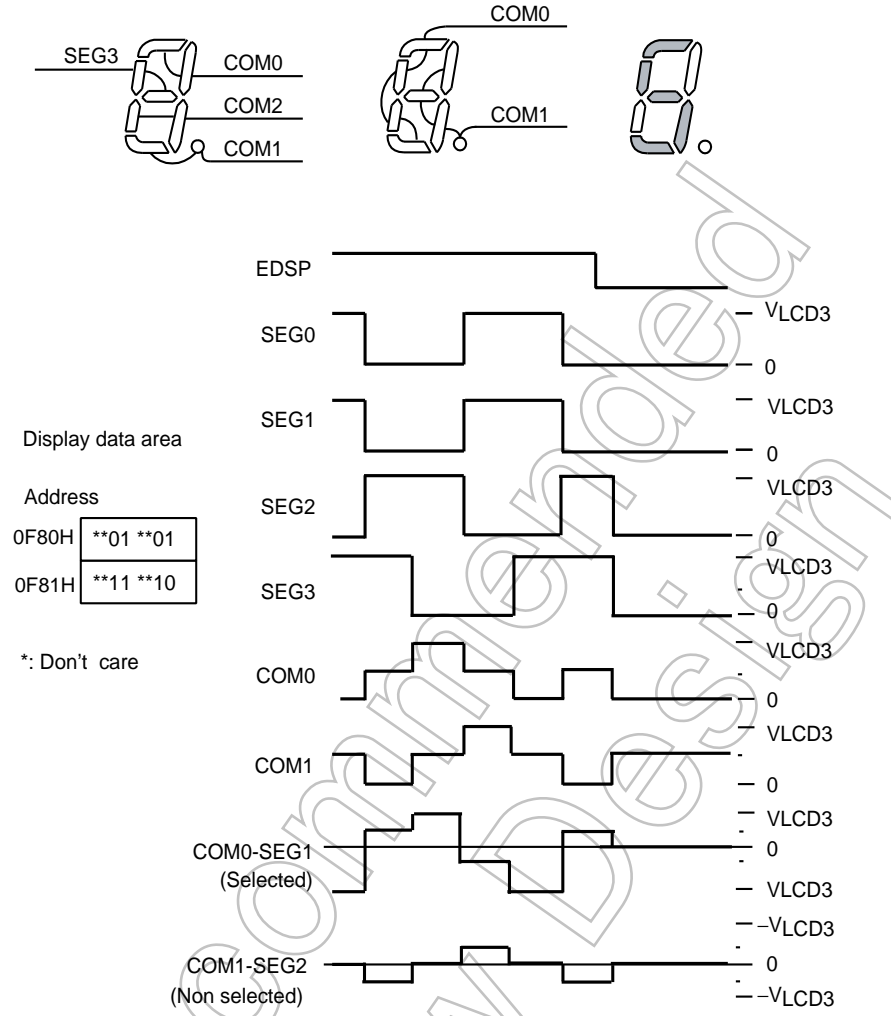 COM0
SEG3
COM0
COM2
COM1
COM1
EDSP
SEG0
VLCD3
0
SEG1
VLCD3
0
Display data area
SEG2
VLCD3
0
Address
0F80H **01 **01
0F81H **11 **10
SEG3
VLCD3
0
*: Don't care
COM0
VLCD3
0
COM1
VLCD3
0
COM0-SEG1
(Selected)
VLCD3
0
VLCD3
COM1-SEG2
(Non selected)
–VLCD3
0
–VLCD3
commended
w Design